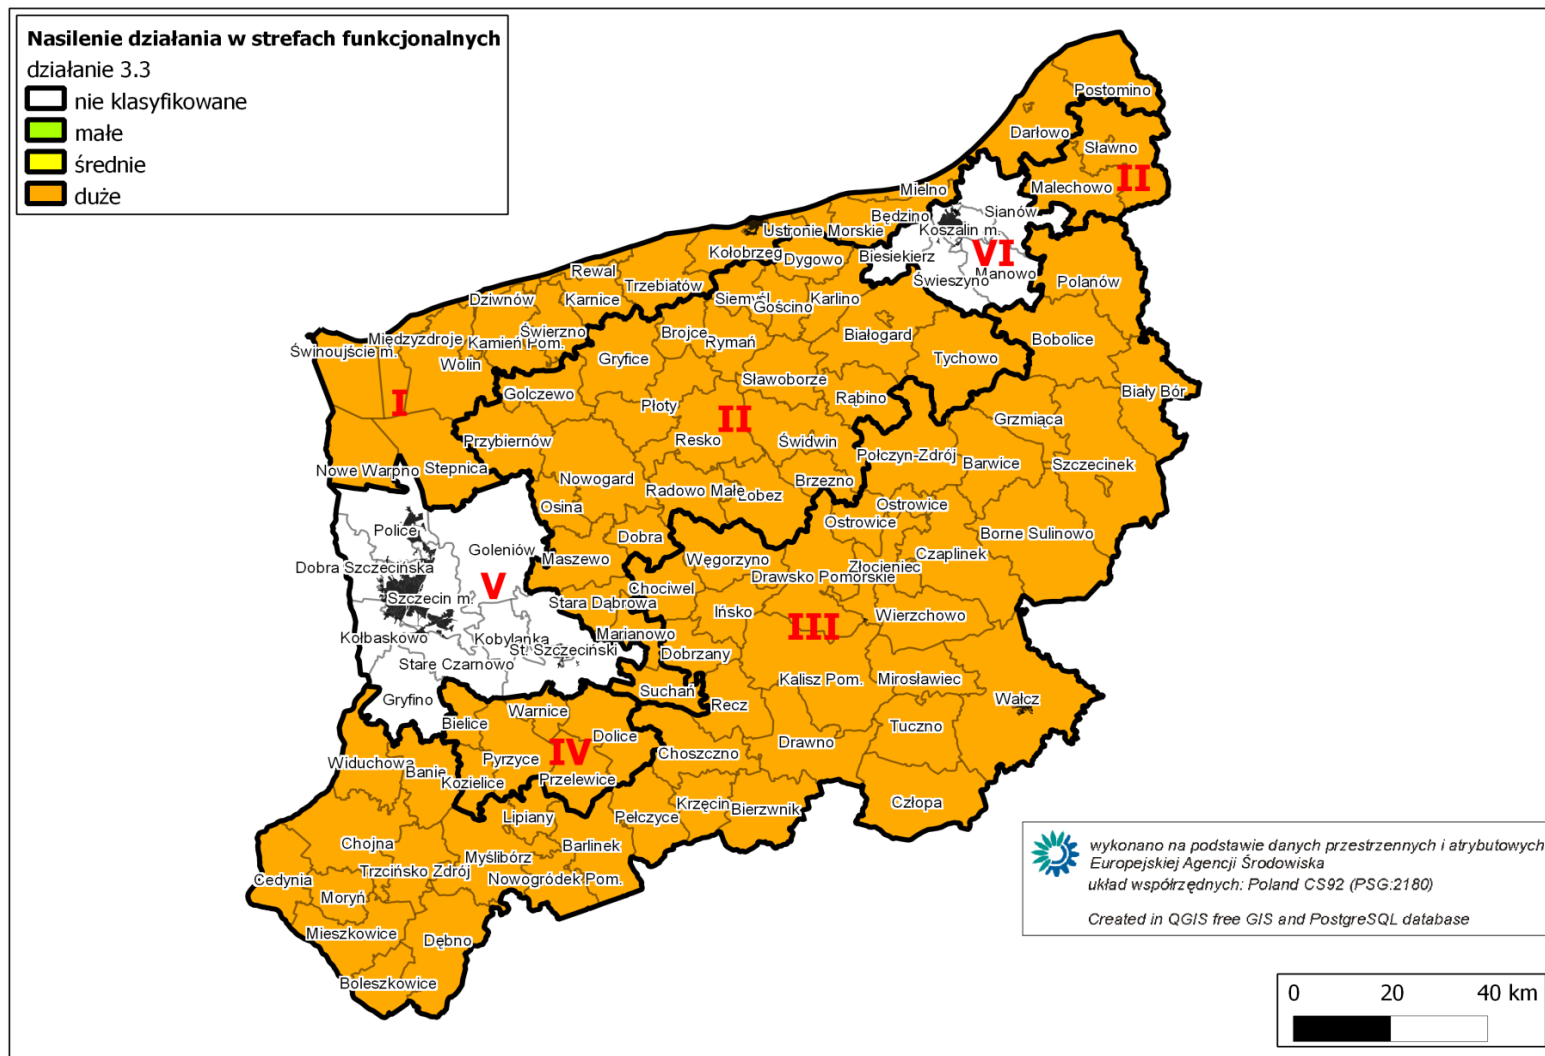 Nasilenie działania w strefach funkcjonalnych
działanie 3.3
nie klasyfikowane
małe
średnie
duże
Postomino
Darłowo
Sławno
Malechowo
II
Mielno
Sianów
Będzino
Koszalin m.
Ustronie Morskie
Kołobrzeg
Dygowo
Biesiekierz
VI
Manowo
Świeszyno
Polanów
Rewal
Trzebiatów
Dziwnów
Karnice
Siemyśl
Gościno
Karlino
Międzyzdroje
Świerzno
Kamień Pom.
Brojce
Rymań
Białogard
Bobolice
Świnoujście m.
Wolin
Gryfice
Tychowo
Sławoborze
Biały Bór
Golczewo
I
Płoty
II
Rąbino
Grzmiąca
Przybiernów
Resko
Świdwin
Połczyn-Zdrój
Barwice
Szczecinek
Nowe Warpno
Stepnica
Nowogard
Radowo Małe
Łobez
Brzezno
Osina
Ostrowice
Ostrowice
Police
Goleniów
Dobra
Borne Sulinowo
Maszewo
Węgorzyno
Czaplinek
Dobra Szczecińska
V
Złocieniec
Drawsko Pomorskie
Chociwel
Szczecin m.
Stara Dąbrowa
Ińsko
Wierzchowo
III
Kołbaskowo
Kobylanka
Marianowo
St. Szczeciński
Dobrzany
Stare Czarnowo
Kalisz Pom.
Mirosławiec
Suchań
Gryfino
Recz
Wałcz
Bielice
Warnice
Tuczno
Dolice
Drawno
IV
Choszczno
Pyrzyce
Widuchowa
Banie
Kozielice
Przelewice
Człopa
Krzęcin
Bierzwnik
Lipiany
Pełczyce
Chojna
Barlinek
Myślibórz
Trzcińsko Zdrój
Cedynia
Nowogródek Pom.
Moryń
Mieszkowice
Dębno
Boleszkowice
wykonano na podstawie danych przestrzennych i atrybutowych
Europejskiej Agencji Środowiska
układ współrzędnych: Poland CS92 (PSG:2180)
Created in QGIS free GIS and PostgreSQL database
0 20 40 km